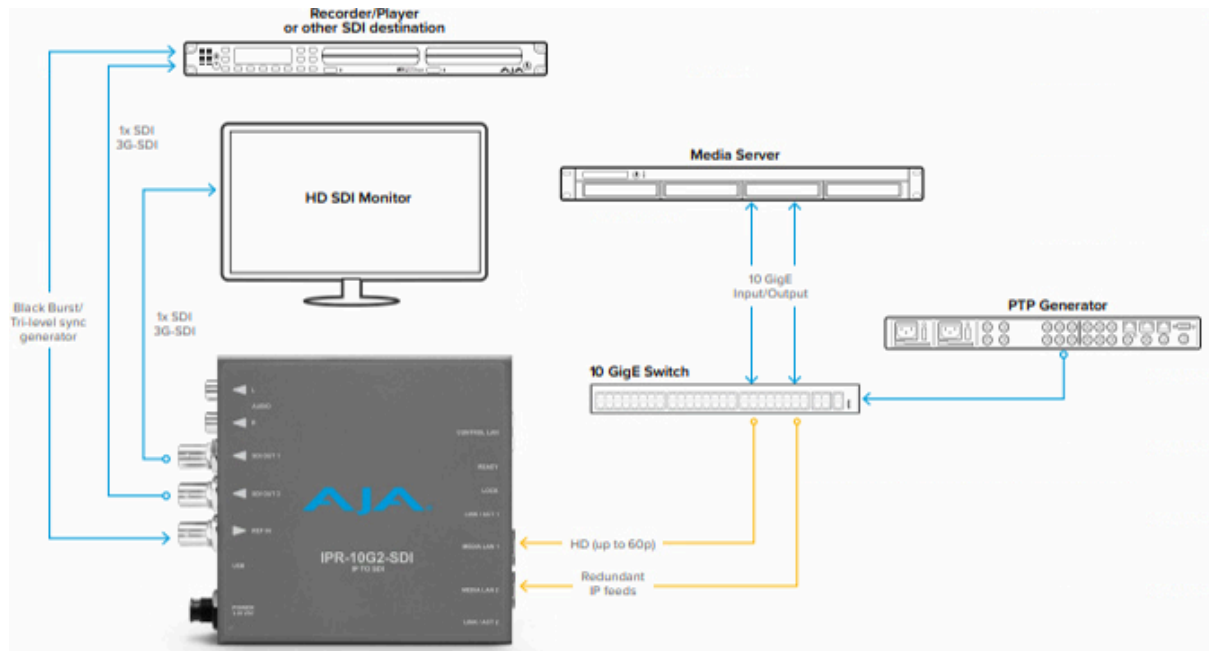 Recorder/Player
or other SDI destination
AJA
1x SDI
3G-SDI
HD SDI Monitor
Media Server
10 GigE
Input/Output
Black Burst/
Tri-level sync
generator
1x SDI
3G-SDI
PTP Generator
10 GigE Switch
L
AUDIO
R
CONTROL LAN
SDI OUT 1
READY
SDI OUT 2
LOCK
AJA
LINK / ACT 1
REF IN
HD (up to 60p)
MEDIA LAN 1
IPR-10G2-SDI
IP TO SDI
USB
Redundant
IP feeds
MEDIA LAN 2
POWER
LINK / ACT 2